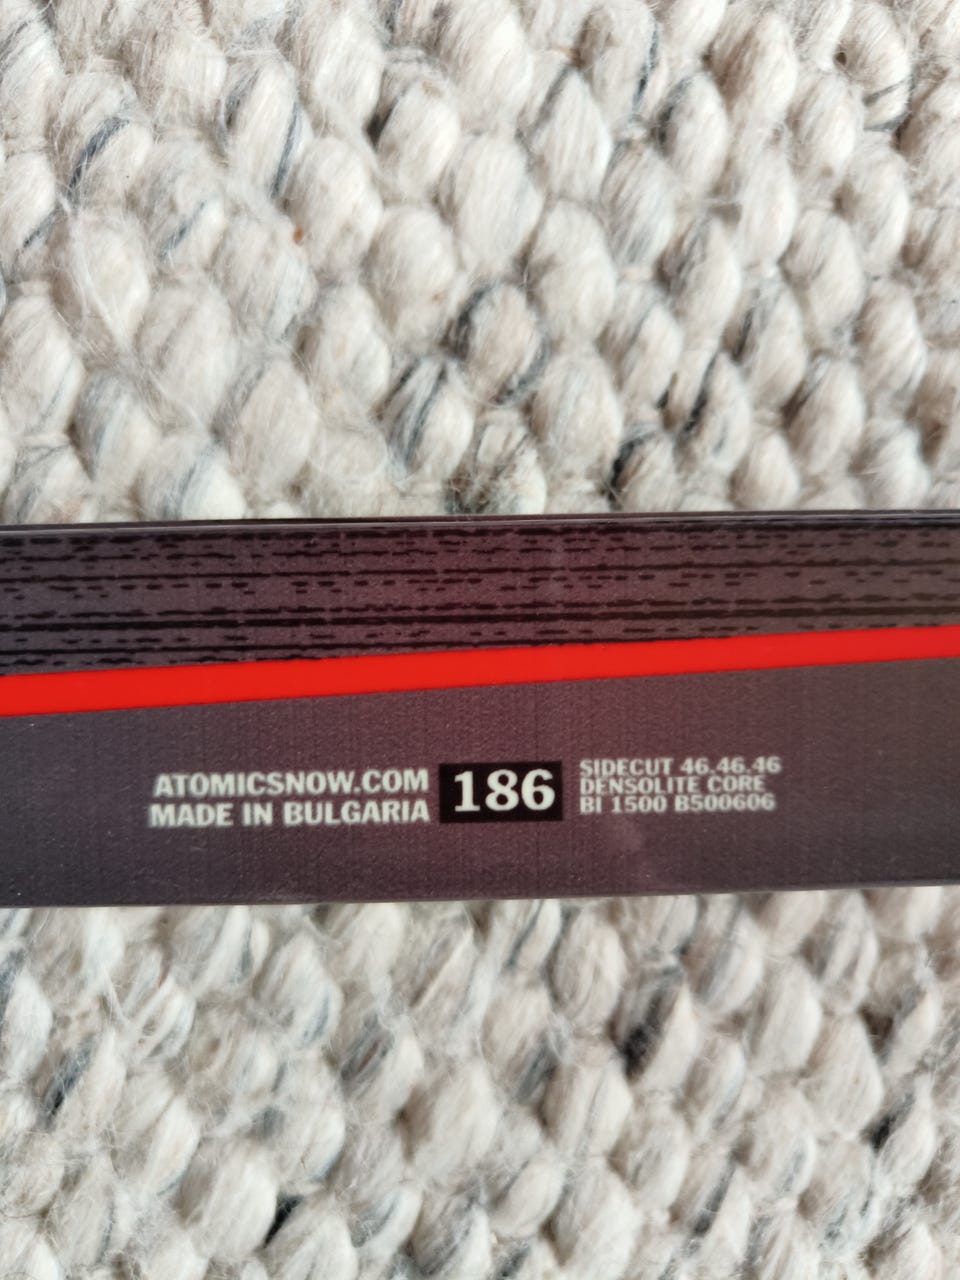 ATOMICSNOW.COM
MADE IN BULGARIA
186
SIDECUT 46.46.46
DENSOLITE CORE
BI 1500 B500606